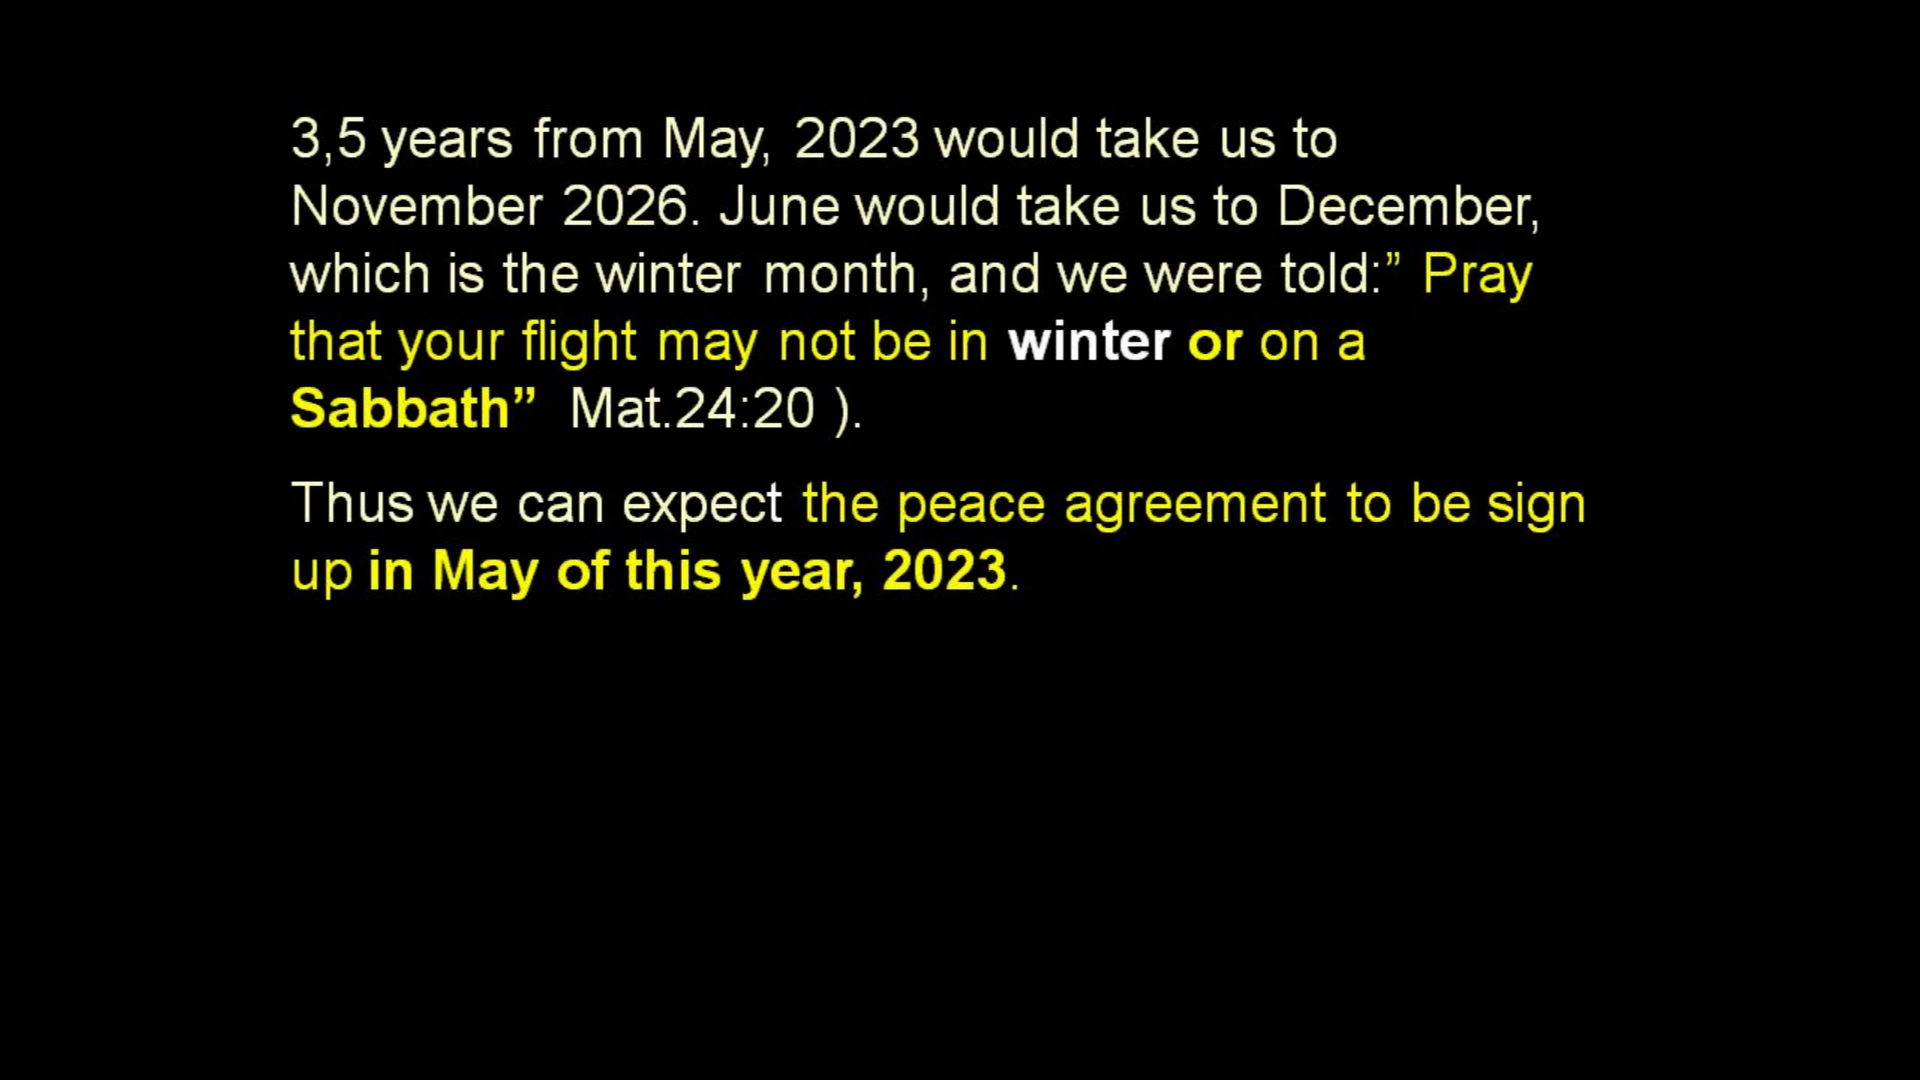 3,5 years from May, 2023 would take us to
November 2026. June would take us to December,
which is the winter month, and we were told:” Pray
that your flight may not be in winter or on a
Sabbath” Mat.24:20 ).
Thus we can expect the peace agreement to be sign
up in May of this year, 2023.